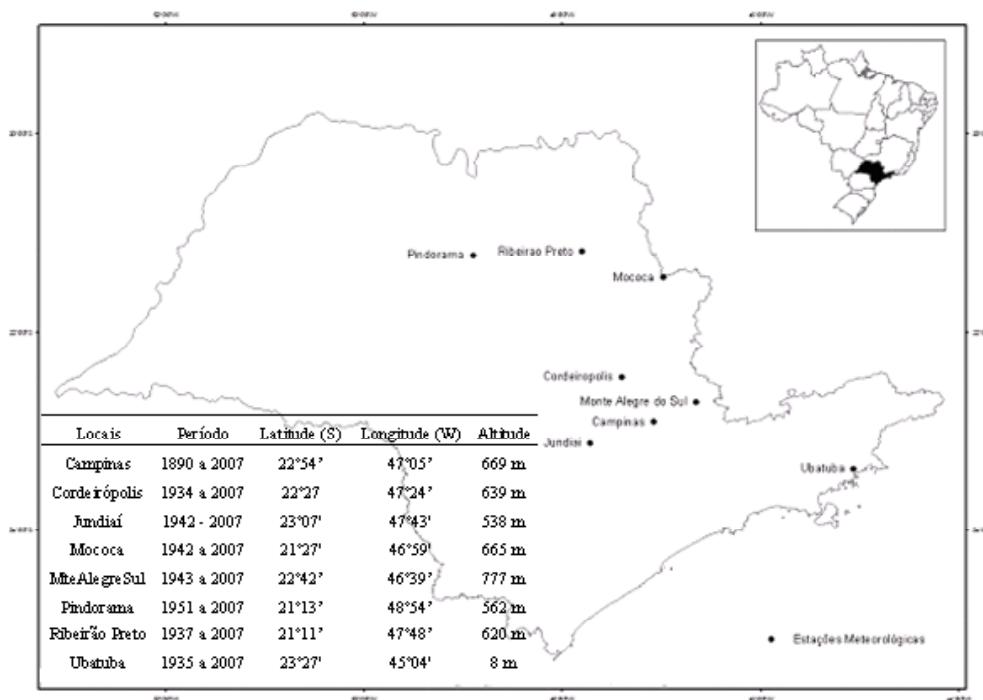 Pindorama
Ribeirao Preto
Mococa
Cordeiropolis
Monte Alegre do Sul
Campinas
Jundiai
Ubatuba
Locais Período Latitude (S) Longitude (W) Altitude
Campinas 1890 a 2007 22°54’ 47°05’ 669 m
Cordeirópolis 1934 a 2007 22°27 47°24’ 639 m
Jundiaí 1942 - 2007 23°07' 47°43' 538 m
Mococa 1942 a 2007 21°27' 46°59' 665 m
MteAlegreSul 1943 a 2007 22°42’ 46°39’ 777 m
Pindorama 1951 a 2007 21°13’ 48°54’ 562 m
Ribeirão Preto 1937 a 2007 21°11’ 47°48’ 620 m
Ubatuba 1935 a 2007 23°27' 45°04' 8 m
Estações Meteorológicas